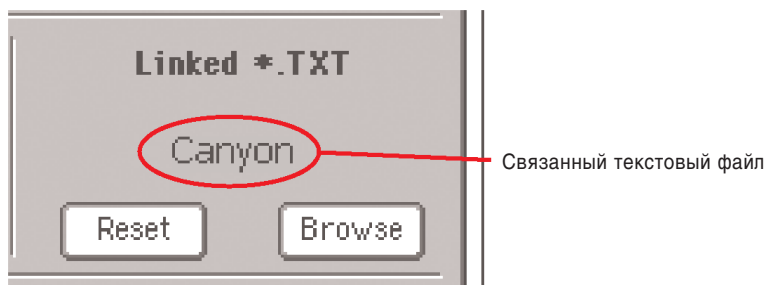 Linked *.TXT
Canyon
Связанный текстовый файл
Reset
Browse